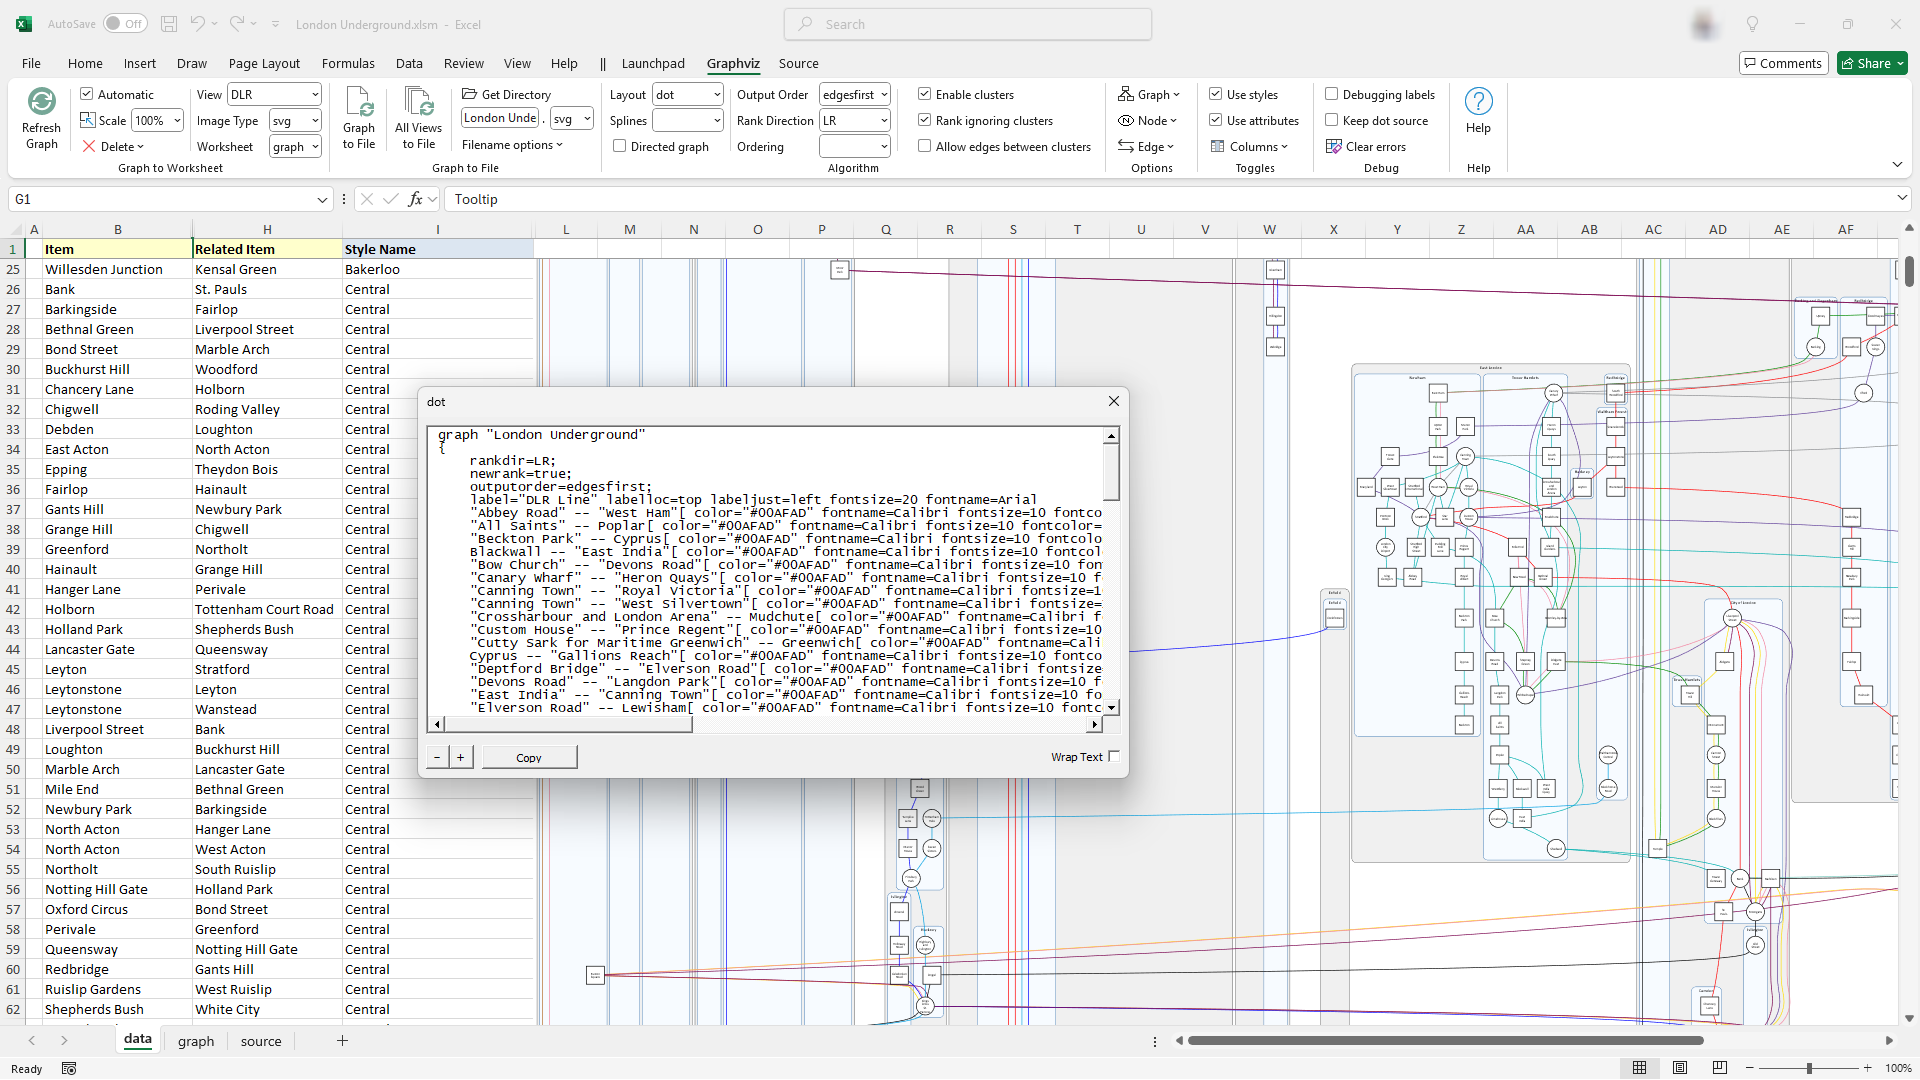 AutoSave Off London Underground.xlsm - Excel Search
File Home Insert Draw Page Layout Formulas Data Review View Help || Launchpad Graphviz Source Comments Share
Refresh Graph
Automatic
Scale 100%
Delete
View DLR
Image Type svg
Worksheet graph
Graph to Worksheet
Graph to File
All Views to File
Get Directory
London Unde . svg
Filename options
Graph to File
Layout dot
Splines
Directed graph
Output Order edgesfirst
Rank Direction LR
Ordering
Enable clusters
Rank ignoring clusters
Allow edges between clusters
Algorithm
Graph
Node
Edge
Options
Use styles
Use attributes
Columns
Toggles
Debugging labels
Keep dot source
Clear errors
Debug
Help
Help
G1 fx Tooltip
A B H I L M N O P Q R S T U V W X Y Z AA AB AC AD AE AF
1 Item Related Item Style Name
25 Willesden Junction Kensal Green Bakerloo
26 Bank St. Pauls Central
27 Barkingside Fairlop Central
28 Bethnal Green Liverpool Street Central
29 Bond Street Marble Arch Central
30 Buckhurst Hill Woodford Central
31 Chancery Lane Holborn Central
32 Chigwell Roding Valley Central
33 Debden Loughton Central
34 East Acton North Acton Central
35 Epping Theydon Bois Central
36 Fairlop Hainault Central
37 Gants Hill Newbury Park Central
38 Grange Hill Chigwell Central
39 Greenford Northolt Central
40 Hainault Grange Hill Central
41 Hanger Lane Perivale Central
42 Holborn Tottenham Court Road Central
43 Holland Park Shepherds Bush Central
44 Lancaster Gate Queensway Central
45 Leyton Stratford Central
46 Leytonstone Leyton Central
47 Leytonstone Wanstead Central
48 Liverpool Street Bank Central
49 Loughton Buckhurst Hill Central
50 Marble Arch Lancaster Gate Central
51 Mile End Bethnal Green Central
52 Newbury Park Barkingside Central
53 North Acton Hanger Lane Central
54 North Acton West Acton Central
55 Northolt South Ruislip Central
56 Notting Hill Gate Holland Park Central
57 Oxford Circus Bond Street Central
58 Perivale Greenford Central
59 Queensway Notting Hill Gate Central
60 Redbridge Gants Hill Central
61 Ruislip Gardens West Ruislip Central
62 Shepherds Bush White City Central
dot
graph "London Underground"
{
rankdir=LR;
newrank=true;
outputorder=edgesfirst;
label="DLR Line" labelloc=top labeljust=left fontsize=20 fontname=Arial
"Abbey Road" -- "West Ham"[ color="#00AFAD" fontname=Calibri fontsize=10 fontco
"All Saints" -- Poplar[ color="#00AFAD" fontname=Calibri fontsize=10 fontcolor=
"Beckton Park" -- Cyprus[ color="#00AFAD" fontname=Calibri fontsize=10 fontcolo
Blackwall -- "East India"[ color="#00AFAD" fontname=Calibri fontsize=10 fontcol
"Bow Church" -- "Devons Road"[ color="#00AFAD" fontname=Calibri fontsize=10 fon
"Canary Wharf" -- "Heron Quays"[ color="#00AFAD" fontname=Calibri fontsize=10 f
"Canning Town" -- "Royal Victoria"[ color="#00AFAD" fontname=Calibri fontsize=1
"Canning Town" -- "West Silvertown"[ color="#00AFAD" fontname=Calibri fontsize=
"Crossharbour and London Arena" -- Mudchute[ color="#00AFAD" fontname=Calibri f
"Custom House" -- "Prince Regent"[ color="#00AFAD" fontname=Calibri fontsize=10
"Cutty Sark for Maritime Greenwich" -- Greenwich[ color="#00AFAD" fontname=Cali
Cyprus -- "Gallions Reach"[ color="#00AFAD" fontname=Calibri fontsize=10 fontco
"Deptford Bridge" -- "Elverson Road"[ color="#00AFAD" fontname=Calibri fontsize
"Devons Road" -- "Langdon Park"[ color="#00AFAD" fontname=Calibri fontsize=10 f
"East India" -- "Canning Town"[ color="#00AFAD" fontname=Calibri fontsize=10 fo
"Elverson Road" -- Lewisham[ color="#00AFAD" fontname=Calibri fontsize=10 fontc
- + Copy Wrap Text
data graph source +
Ready 100%